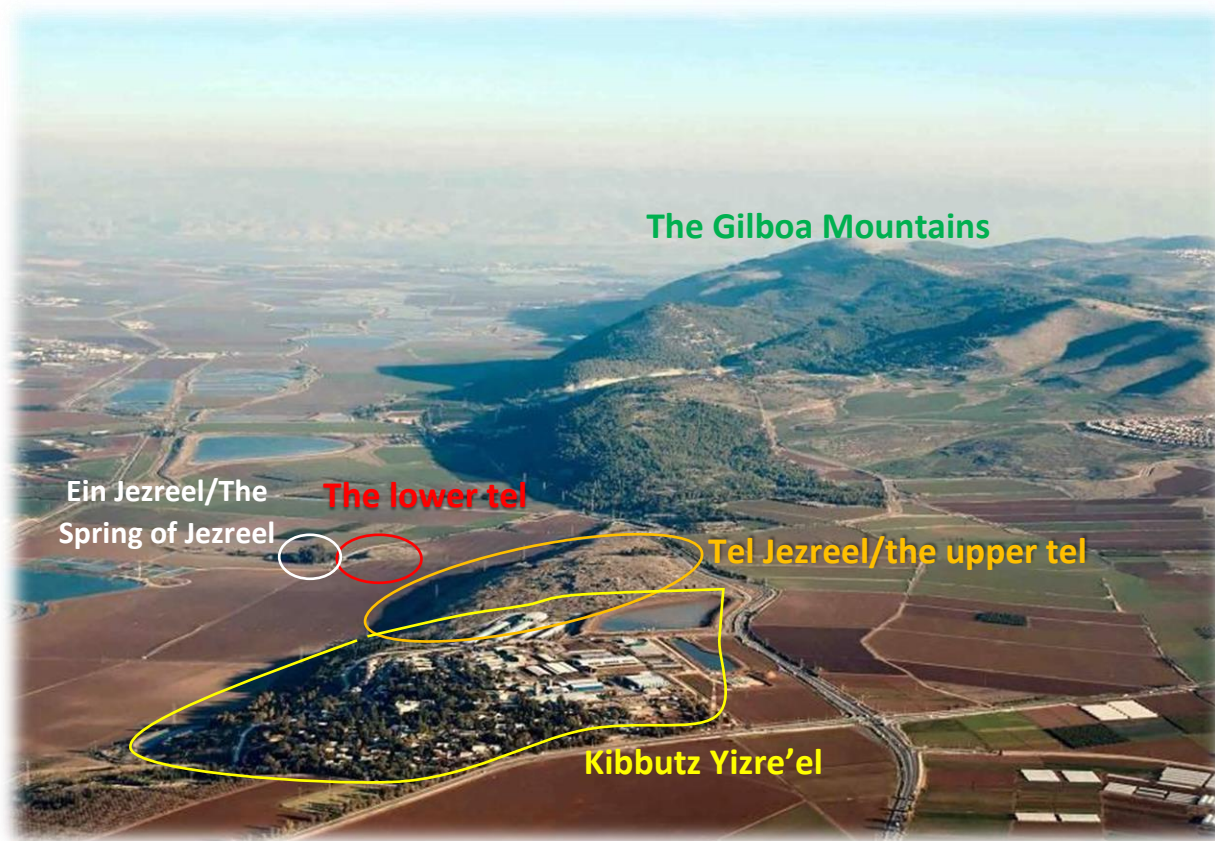 The Gilboa Mountains
Ein Jezreel/The
Spring of Jezreel
The lower tel
Tel Jezreel/the upper tel
Kibbutz Yizre’el